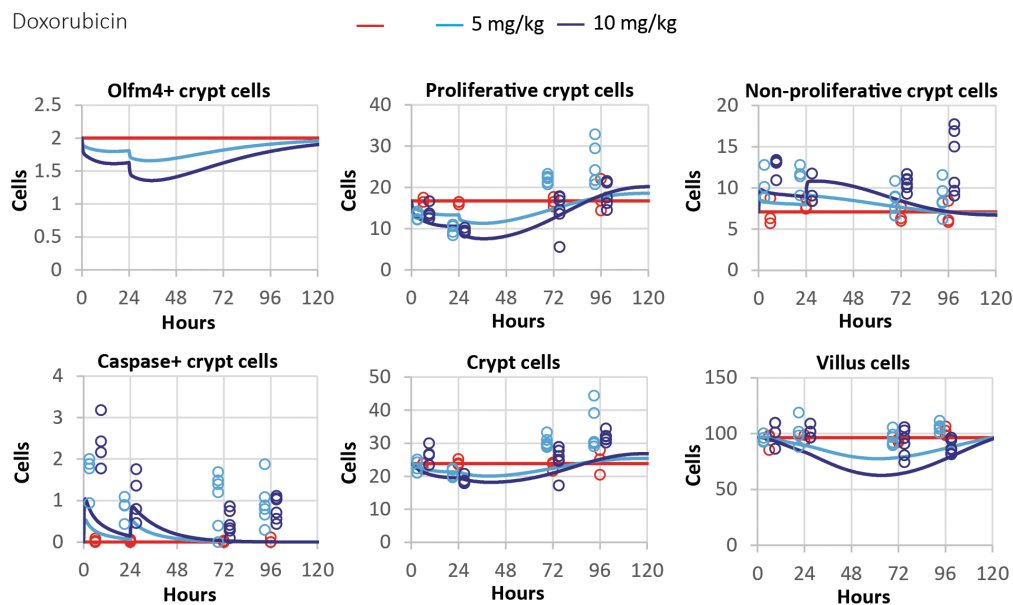 Doxorubicin
5 mg/kg
10 mg/kg
Olfm4+ crypt cells
Proliferative crypt cells
Non-proliferative crypt cells
2.5
2
1.5
1
0.5
0
Cells
0 24 48 72 96 120
Hours
40
30
20
10
0
Cells
0 24 48 72 96 120
Hours
20
15
10
5
0
Cells
0 24 48 72 96 120
Hours
Caspase+ crypt cells
Crypt cells
Villus cells
4
3
2
1
0
Cells
0 24 48 72 96 120
Hours
50
40
30
20
10
0
Cells
0 24 48 72 96 120
Hours
150
100
50
0
Cells
0 24 48 72 96 120
Hours